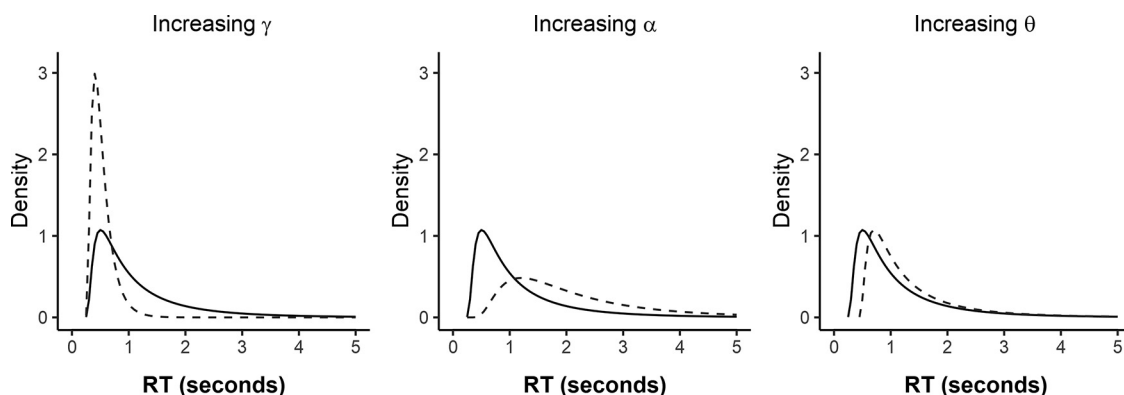 Increasing γ
Increasing α
Increasing θ
Density
3
2
1
0
0 1 2 3 4 5
RT (seconds)
Density
3
2
1
0
0 1 2 3 4 5
RT (seconds)
Density
3
2
1
0
0 1 2 3 4 5
RT (seconds)